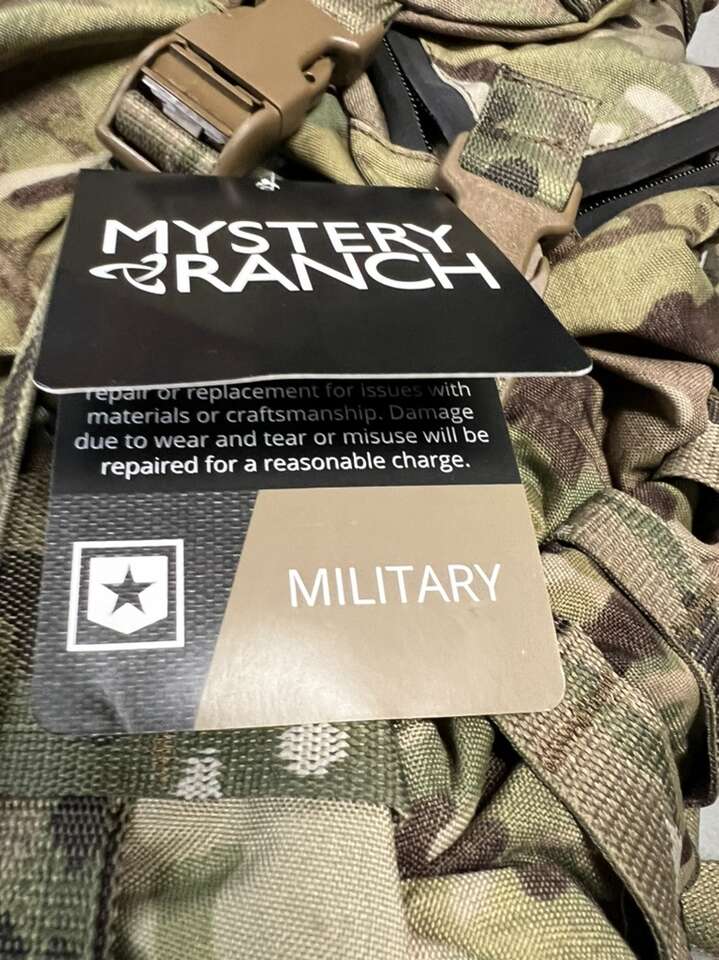 MYSTERY
RANCH
repair or replacement for issues with
materials or craftsmanship. Damage
due to wear and tear or misuse will be
repaired for a reasonable charge.
MILITARY